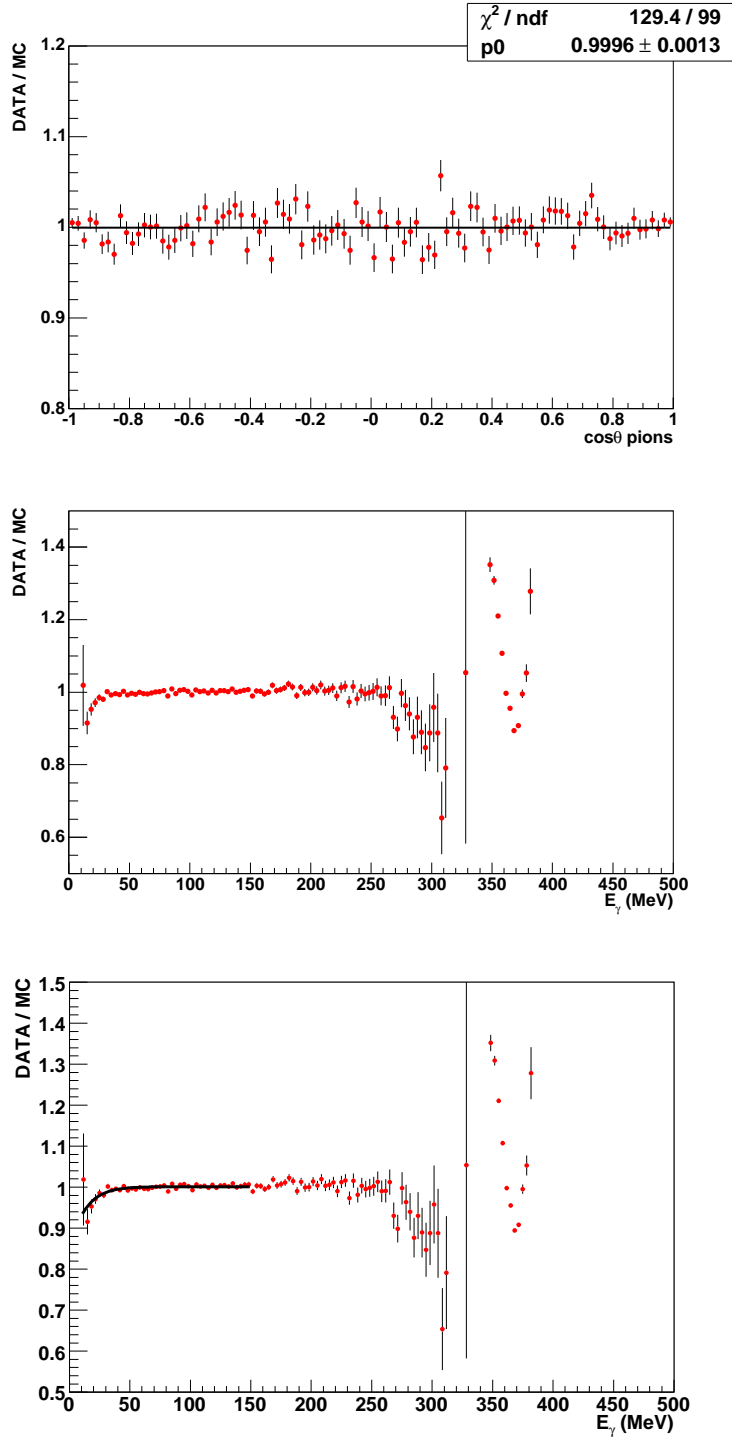 χ² / ndf 129.4 / 99
p0 0.9996 ± 0.0013
DATA / MC
1.2
1.1
1
0.9
0.8
-1 -0.8 -0.6 -0.4 -0.2 -0 0.2 0.4 0.6 0.8 1
cosθ pions
DATA / MC
1.4
1.2
1
0.8
0.6
0 50 100 150 200 250 300 350 400 450 500
E_γ (MeV)
DATA / MC
1.5
1.4
1.3
1.2
1.1
1
0.9
0.8
0.7
0.6
0.5
0 50 100 150 200 250 300 350 400 450 500
E_γ (MeV)